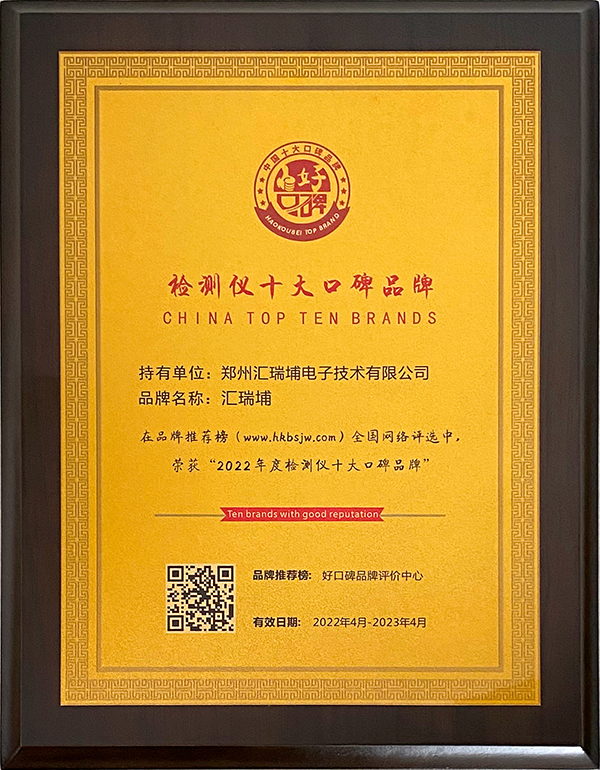 中国十大口碑品牌
好口碑
HAOKOUBEI TOP BRAND
检测仪十大口碑品牌
CHINA TOP TEN BRANDS
持有单位：郑州汇瑞埔电子技术有限公司
品牌名称：汇瑞埔
在品牌推荐榜（www.hkbsjw.com）全国网络评选中，
荣获“2022年度检测仪十大口碑品牌”
Ten brands with good reputation
品牌推荐榜: 好口碑品牌评价中心
有效日期: 2022年4月-2023年4月